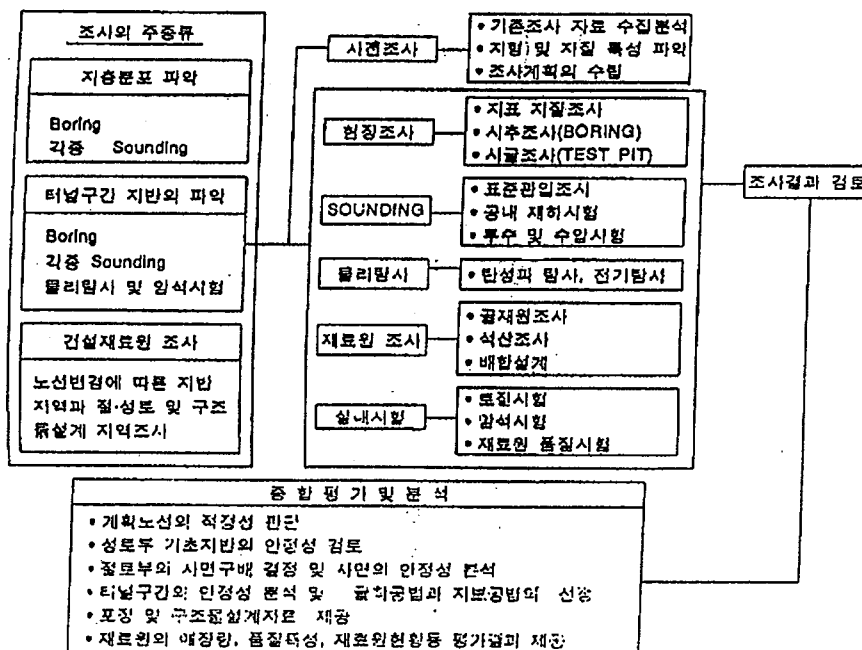 조사의 주종류
지층분포 파악
Boring
각종 Sounding
터널구간 지반의 파악
Boring
각종 Sounding
물리탐사 및 암석시험
건설재료원 조사
노선변경에 따른 지반
지역과 절·성토 및 구조
물설계 지역조사
사전조사
• 기존조사 자료 수집분석
• 지형 및 지질 특성 파악
• 조사계획의 수립
현장조사
• 지표 지질조사
• 시추조사(BORING)
• 시굴조사(TEST PIT)
SOUNDING
• 표준관입조사
• 공내 재하시험
• 투수 및 수압시험
물리탐사
• 탄성파 탐사, 전기탐사
재료원 조사
• 골재원조사
• 석산조사
• 배합설계
실내시험
• 토질시험
• 암석시험
• 재료원 품질시험
조사결과 검토
종합평가 및 분석
• 계획노선의 적정성 판단
• 성토부 기초지반의 안정성 검토
• 절토부의 사면구배 결정 및 사면의 안정성 분석
• 터널구간의 안정성 분석 및 굴착공법과 지보공법의 선정
• 포장 및 구조물설계자료 제공
• 재료원의 매장량, 품질특성, 재료원현황등 평가결과 제공